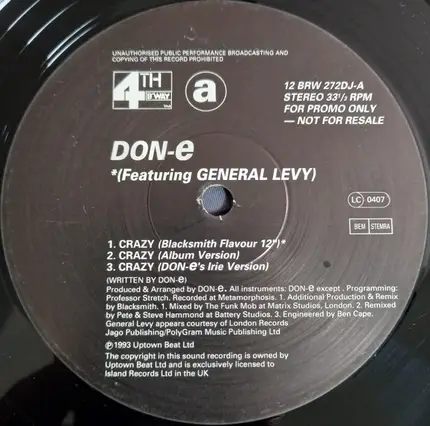 UNAUTHORISED PUBLIC PERFORMANCE BROADCASTING AND
COPYING OF THIS RECORD PROHIBITED
4TH
B'WAY
TM
a
12 BRW 272DJ-A
STEREO 33⅓ RPM
FOR PROMO ONLY
— NOT FOR RESALE
DON-e
*(Featuring GENERAL LEVY)
LC 0407
BIEM STEMRA
1. CRAZY (Blacksmith Flavour 12")*
2. CRAZY (Album Version)
3. CRAZY (DON-e's Irie Version)
(WRITTEN BY DON-e)
Produced & Arranged by DON-e. All instruments: DON-e except . Programming:
Professor Stretch. Recorded at Metamorphosis. 1. Additional Production & Remix
by Blacksmith. 1. Mixed by The Funk Mob at Matrix Studios, London. 2. Remixed
by Pete & Steve Hammond at Battery Studios. 3. Engineered by Ben Cape.
General Levy appears courtesy of London Records
Jago Publishing/PolyGram Music Publishing Ltd
℗1993 Uptown Beat Ltd
The copyright in this sound recording is owned by
Uptown Beat Ltd and is exclusively licensed to
Island Records Ltd in the UK